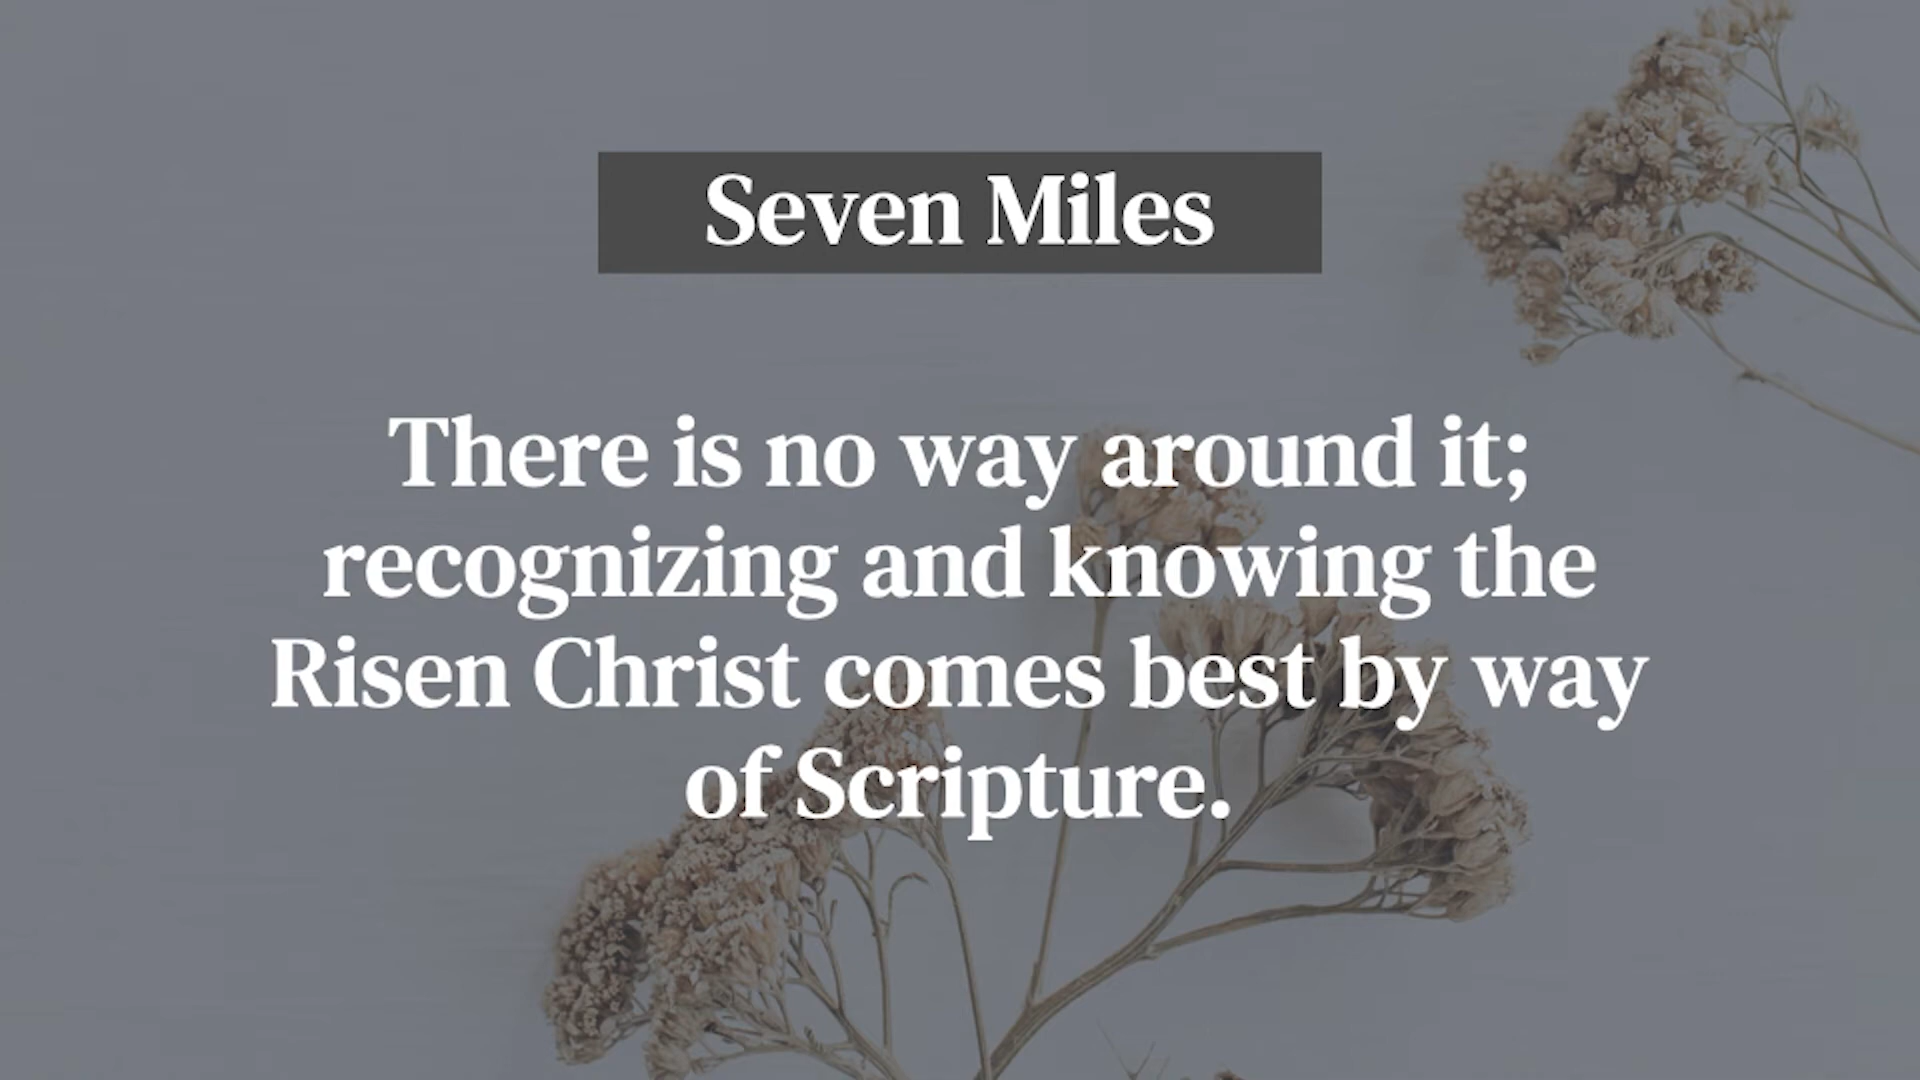 Seven Miles
There is no way around it;
recognizing and knowing the
Risen Christ comes best by way
of Scripture.